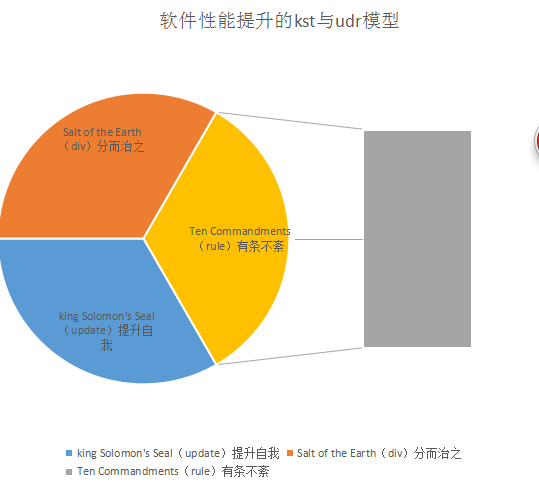 软件性能提升的kst与udr模型
Salt of the Earth
（div）分而治之
Ten Commandments
（rule）有条不紊
king Solomon's Seal
（update）提升自
我
king Solomon's Seal（update）提升自我
Salt of the Earth（div）分而治之
Ten Commandments（rule）有条不紊